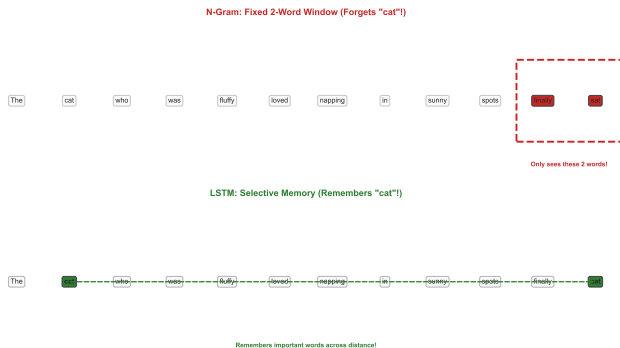 N-Gram: Fixed 2-Word Window (Forgets "cat"!)
The cat who was fluffy loved napping in sunny spots finally sat
Only sees these 2 words!
LSTM: Selective Memory (Remembers "cat"!)
The cat who was fluffy loved napping in sunny spots finally
Remembers important words across distance!